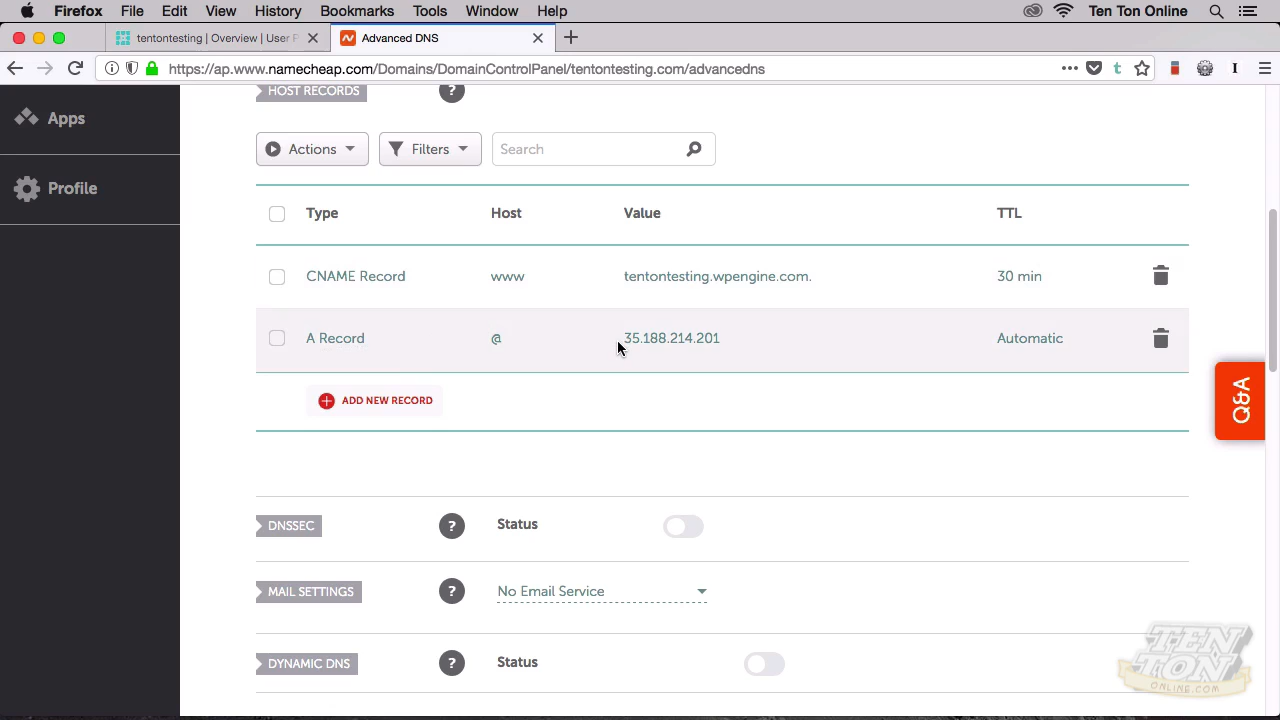 Firefox File Edit View History Bookmarks Tools Window Help Ten Ton Online
tentontesting | Overview | User P
Advanced DNS
https://ap.www.namecheap.com/Domains/DomainControlPanel/tentontesting.com/advancedns
HOST RECORDS ?
Apps
Profile
Actions Filters Search
Type Host Value TTL
CNAME Record www tentontesting.wpengine.com. 30 min
A Record @ 35.188.214.201 Automatic
ADD NEW RECORD
Q&A
DNSSEC ? Status
MAIL SETTINGS ? No Email Service
DYNAMIC DNS ? Status
TEN
TON
ONLINE.COM